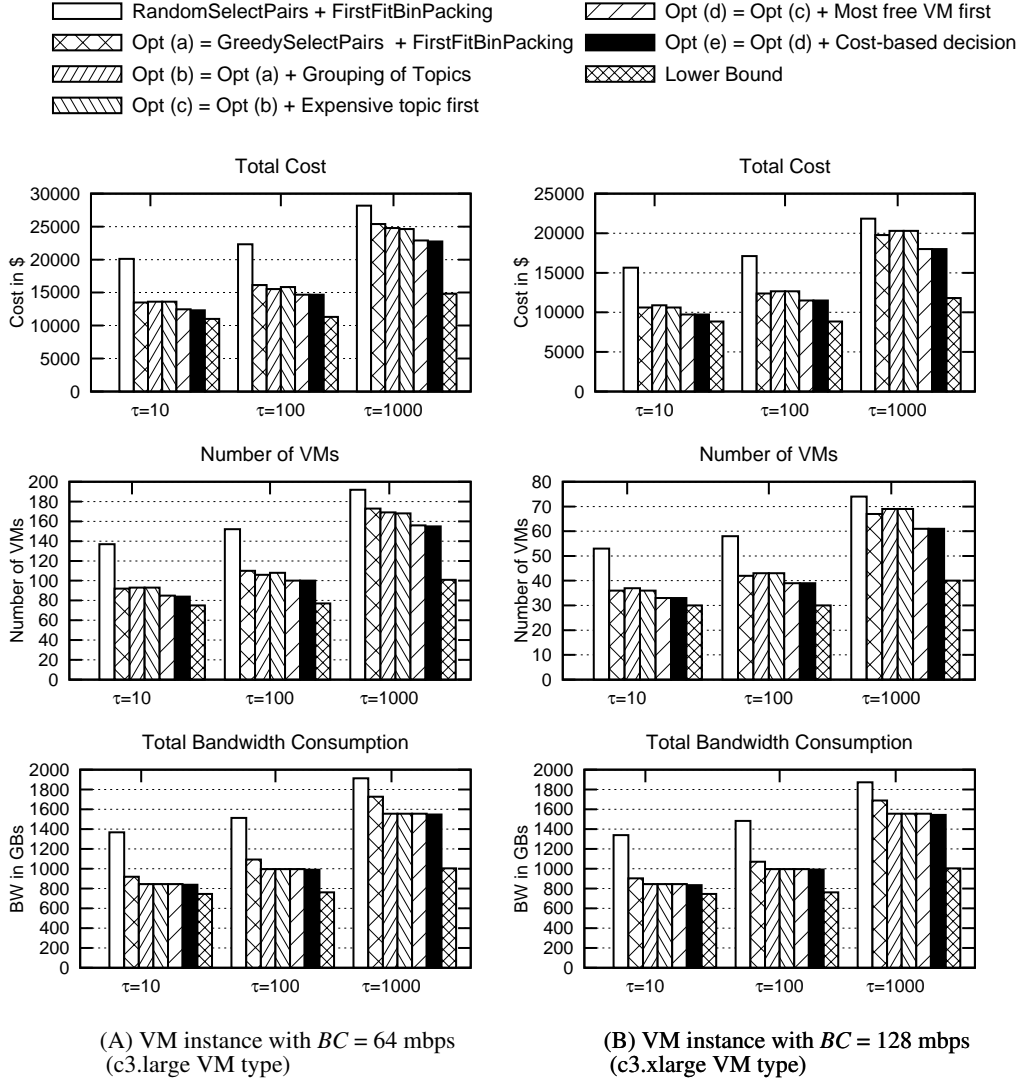 RandomSelectPairs + FirstFitBinPacking
Opt (a) = GreedySelectPairs + FirstFitBinPacking
Opt (b) = Opt (a) + Grouping of Topics
Opt (c) = Opt (b) + Expensive topic first
Opt (d) = Opt (c) + Most free VM first
Opt (e) = Opt (d) + Cost-based decision
Lower Bound
Total Cost
Cost in $
30000
25000
20000
15000
10000
5000
0
τ=10 τ=100 τ=1000
Total Cost
Cost in $
25000
20000
15000
10000
5000
0
τ=10 τ=100 τ=1000
Number of VMs
Number of VMs
200
180
160
140
120
100
80
60
40
20
0
τ=10 τ=100 τ=1000
Number of VMs
Number of VMs
80
70
60
50
40
30
20
10
0
τ=10 τ=100 τ=1000
Total Bandwidth Consumption
BW in GBs
2000
1800
1600
1400
1200
1000
800
600
400
200
0
τ=10 τ=100 τ=1000
Total Bandwidth Consumption
BW in GBs
2000
1800
1600
1400
1200
1000
800
600
400
200
0
τ=10 τ=100 τ=1000
(A) VM instance with BC = 64 mbps
(c3.large VM type)
(B) VM instance with BC = 128 mbps
(c3.xlarge VM type)